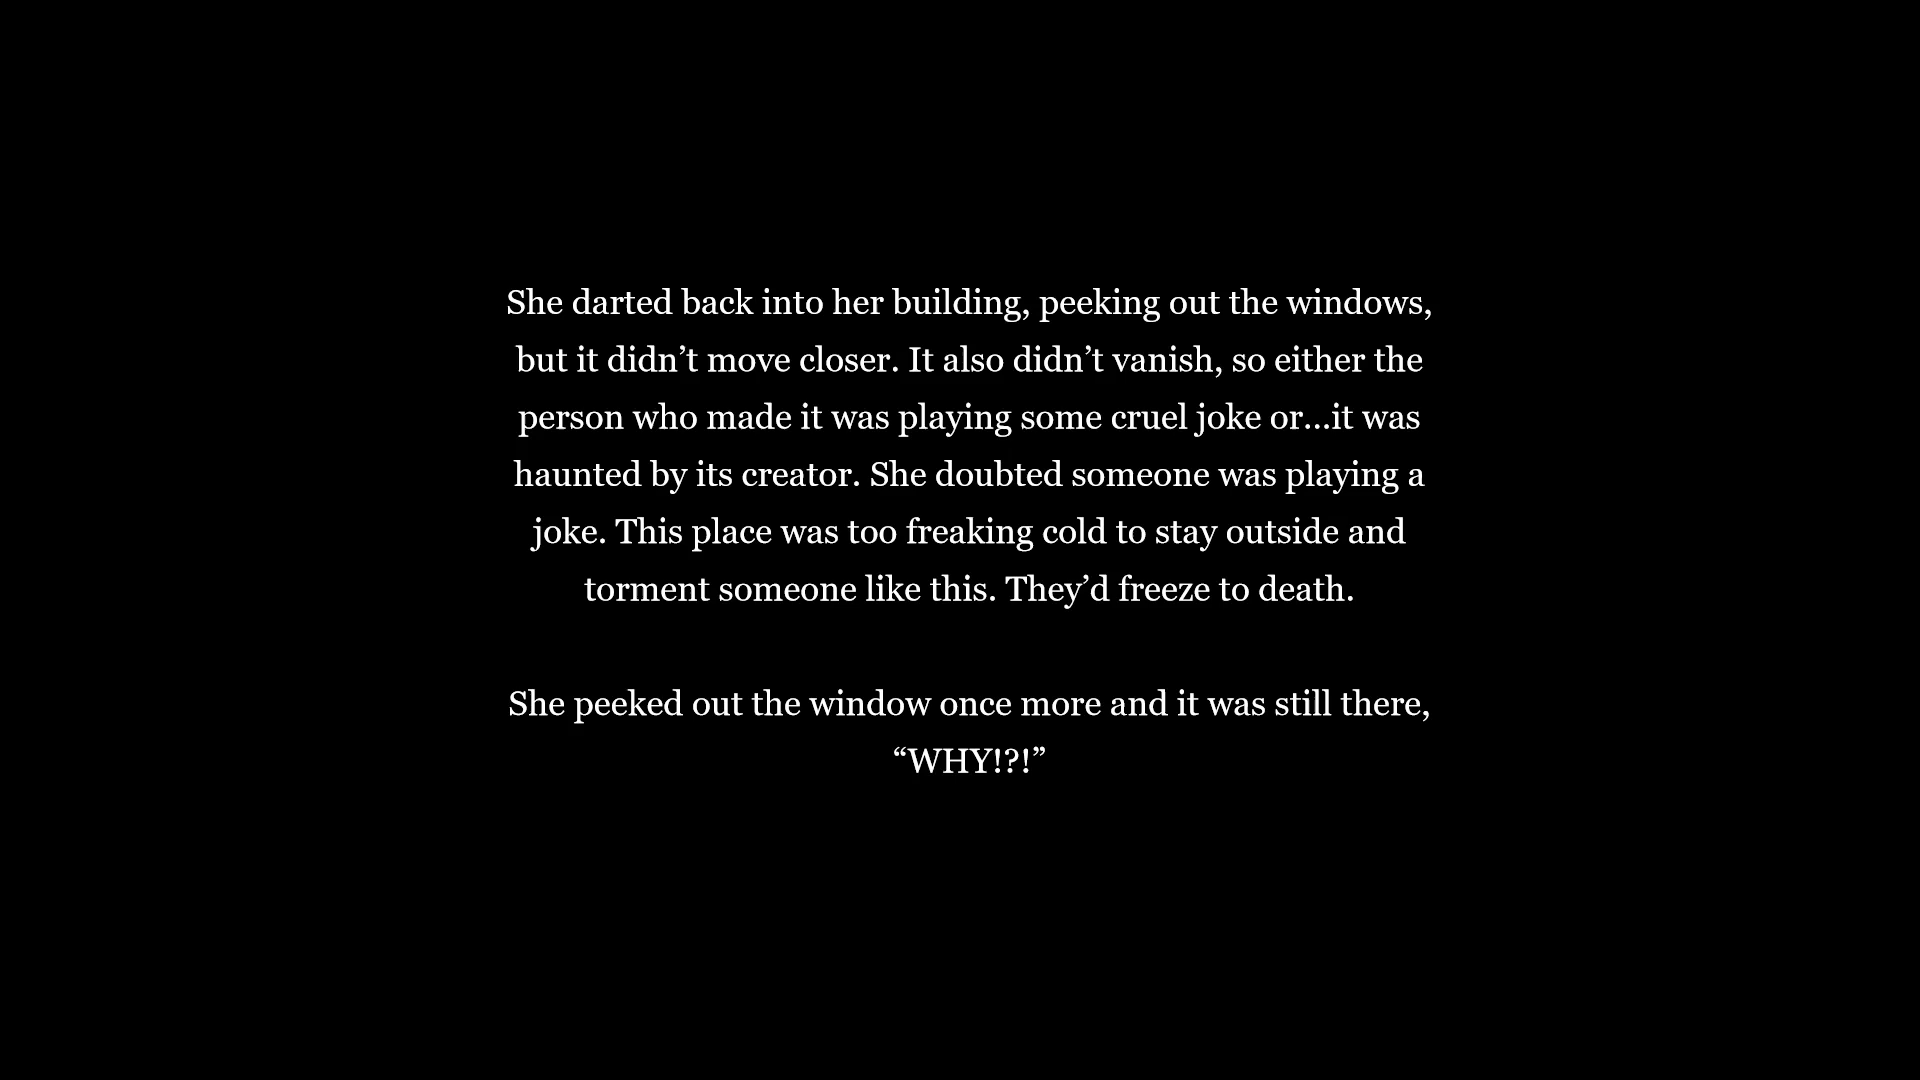 She darted back into her building, peeking out the windows,
but it didn’t move closer. It also didn’t vanish, so either the
person who made it was playing some cruel joke or...it was
haunted by its creator. She doubted someone was playing a
joke. This place was too freaking cold to stay outside and
torment someone like this. They’d freeze to death.
She peeked out the window once more and it was still there,
“WHY!?!”